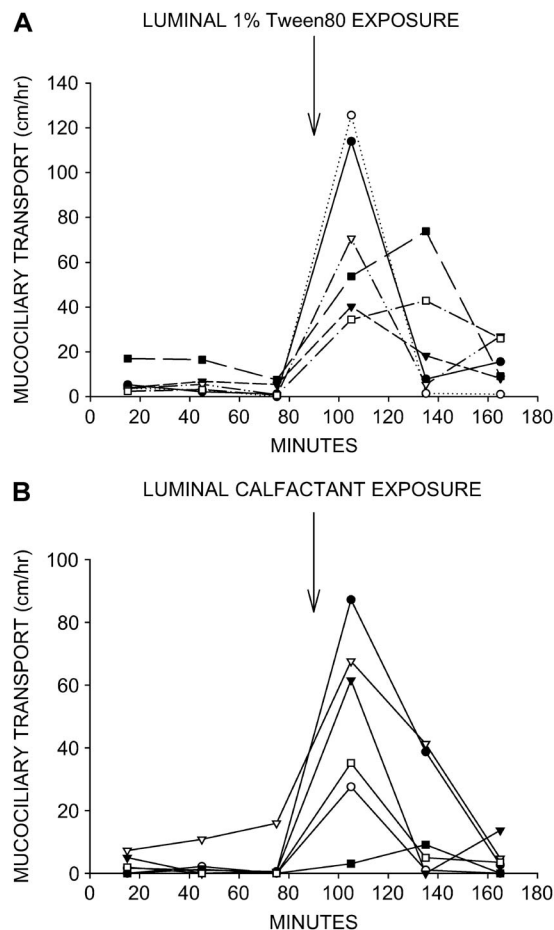 A
LUMINAL 1% Tween80 EXPOSURE
MUCOCILIARY TRANSPORT (cm/hr)
140
120
100
80
60
40
20
0
0 20 40 60 80 100 120 140 160 180
MINUTES
B
LUMINAL CALFACTANT EXPOSURE
MUCOCILIARY TRANSPORT (cm/hr)
100
80
60
40
20
0
0 20 40 60 80 100 120 140 160 180
MINUTES